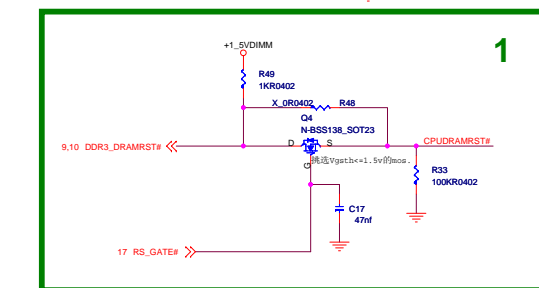 1
+1_5VDIMM
R49
1KR0402
X_0R0402 R48
Q4
N-BSS138_SOT23
9,10 DDR3_DRAMRST#
D S
CPUDRAMRST#
G
挑选Vgsth<=1.5v的mos.
R33
100KR0402
C17
47nf
17 RS_GATE#